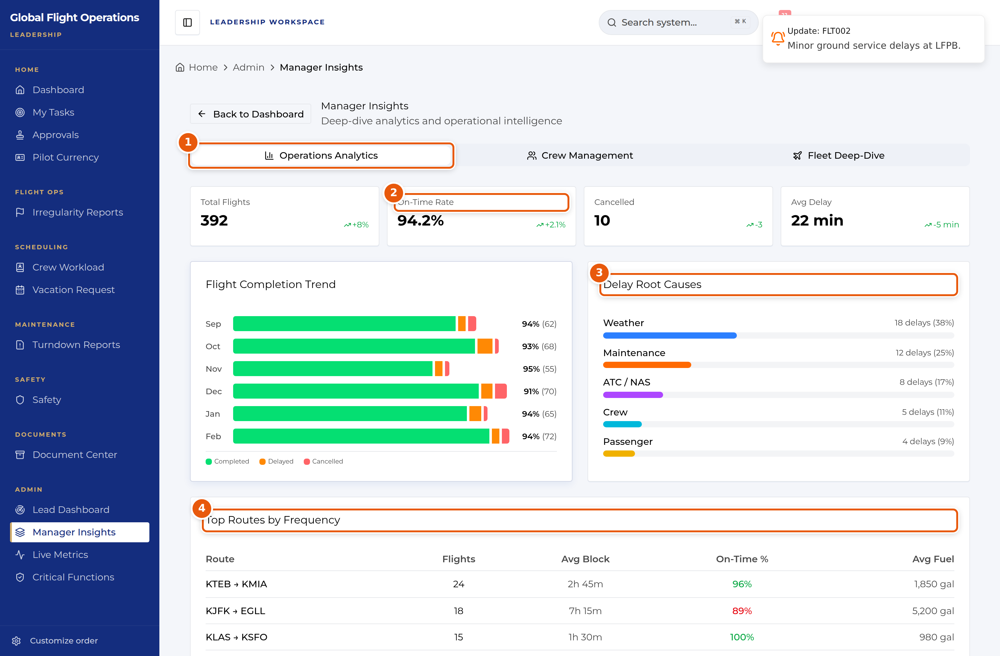 Global Flight Operations
LEADERSHIP
HOME
Dashboard
My Tasks
Approvals
Pilot Currency
FLIGHT OPS
Irregularity Reports
SCHEDULING
Crew Workload
Vacation Request
MAINTENANCE
Turndown Reports
SAFETY
Safety
DOCUMENTS
Document Center
ADMIN
Lead Dashboard
Manager Insights
Live Metrics
Critical Functions
Customize order
LEADERSHIP WORKSPACE
Search system... ⌘ K
Update: FLT002
Minor ground service delays at LFPB.
Home > Admin > Manager Insights
Back to Dashboard
Manager Insights
Deep-dive analytics and operational intelligence
1
Operations Analytics
Crew Management
Fleet Deep-Dive
Total Flights
392
+8%
2
On-Time Rate
94.2%
+2.1%
Cancelled
10
-3
Avg Delay
22 min
-5 min
Flight Completion Trend
Sep 94% (62)
Oct 93% (68)
Nov 95% (55)
Dec 91% (70)
Jan 94% (65)
Feb 94% (72)
Completed Delayed Cancelled
3
Delay Root Causes
Weather 18 delays (38%)
Maintenance 12 delays (25%)
ATC / NAS 8 delays (17%)
Crew 5 delays (11%)
Passenger 4 delays (9%)
4
Top Routes by Frequency
Route Flights Avg Block On-Time % Avg Fuel
KTEB → KMIA 24 2h 45m 96% 1,850 gal
KJFK → EGLL 18 7h 15m 89% 5,200 gal
KLAS → KSFO 15 1h 30m 100% 980 gal